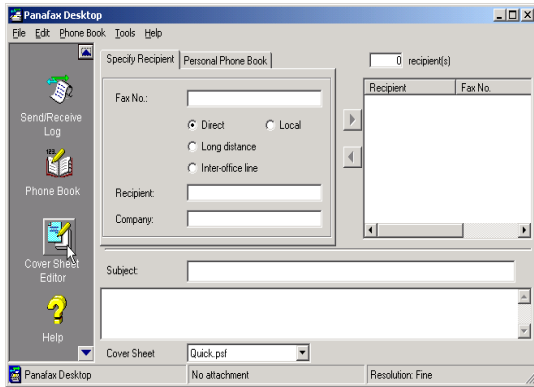 Panafax Desktop
File Edit Phone Book Tools Help
Specify Recipient Personal Phone Book
0 recipient(s)
Recipient Fax No.
Fax No.:
Direct Local
Long distance
Inter-office line
Recipient:
Company:
Send/Receive
Log
123..
Phone Book
Cover Sheet
Editor
Help
Subject:
Cover Sheet Quick.psf
Panafax Desktop No attachment Resolution: Fine